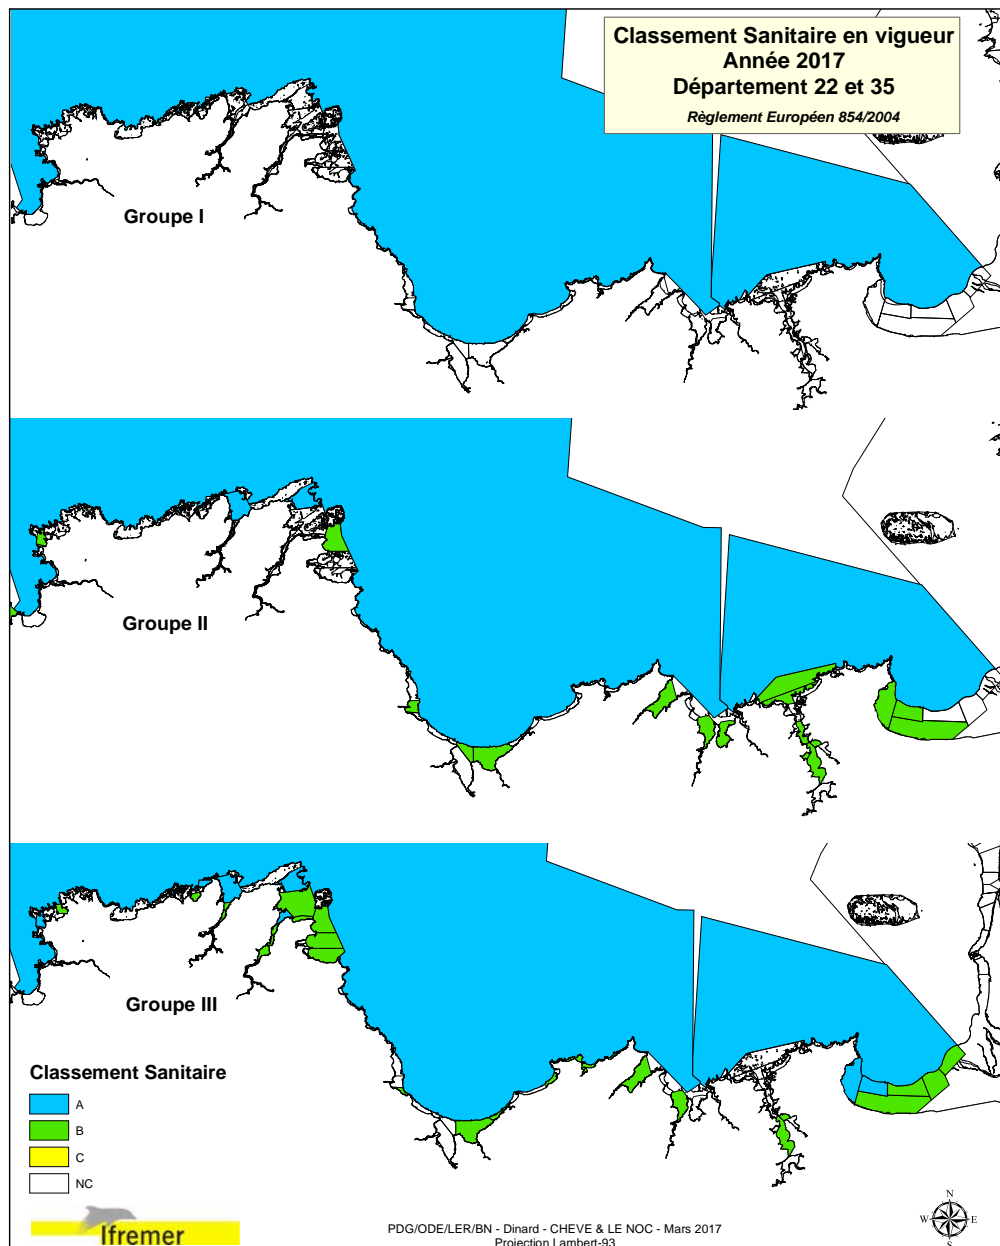 Classement Sanitaire en vigueur
Année 2017
Département 22 et 35
Règlement Européen 854/2004
Groupe I
Groupe II
Groupe III
Classement Sanitaire
A
B
C
NC
Ifremer
PDG/ODE/LER/BN - Dinard - CHEVE & LE NOC - Mars 2017
Projection Lambert-93
N
W E
S